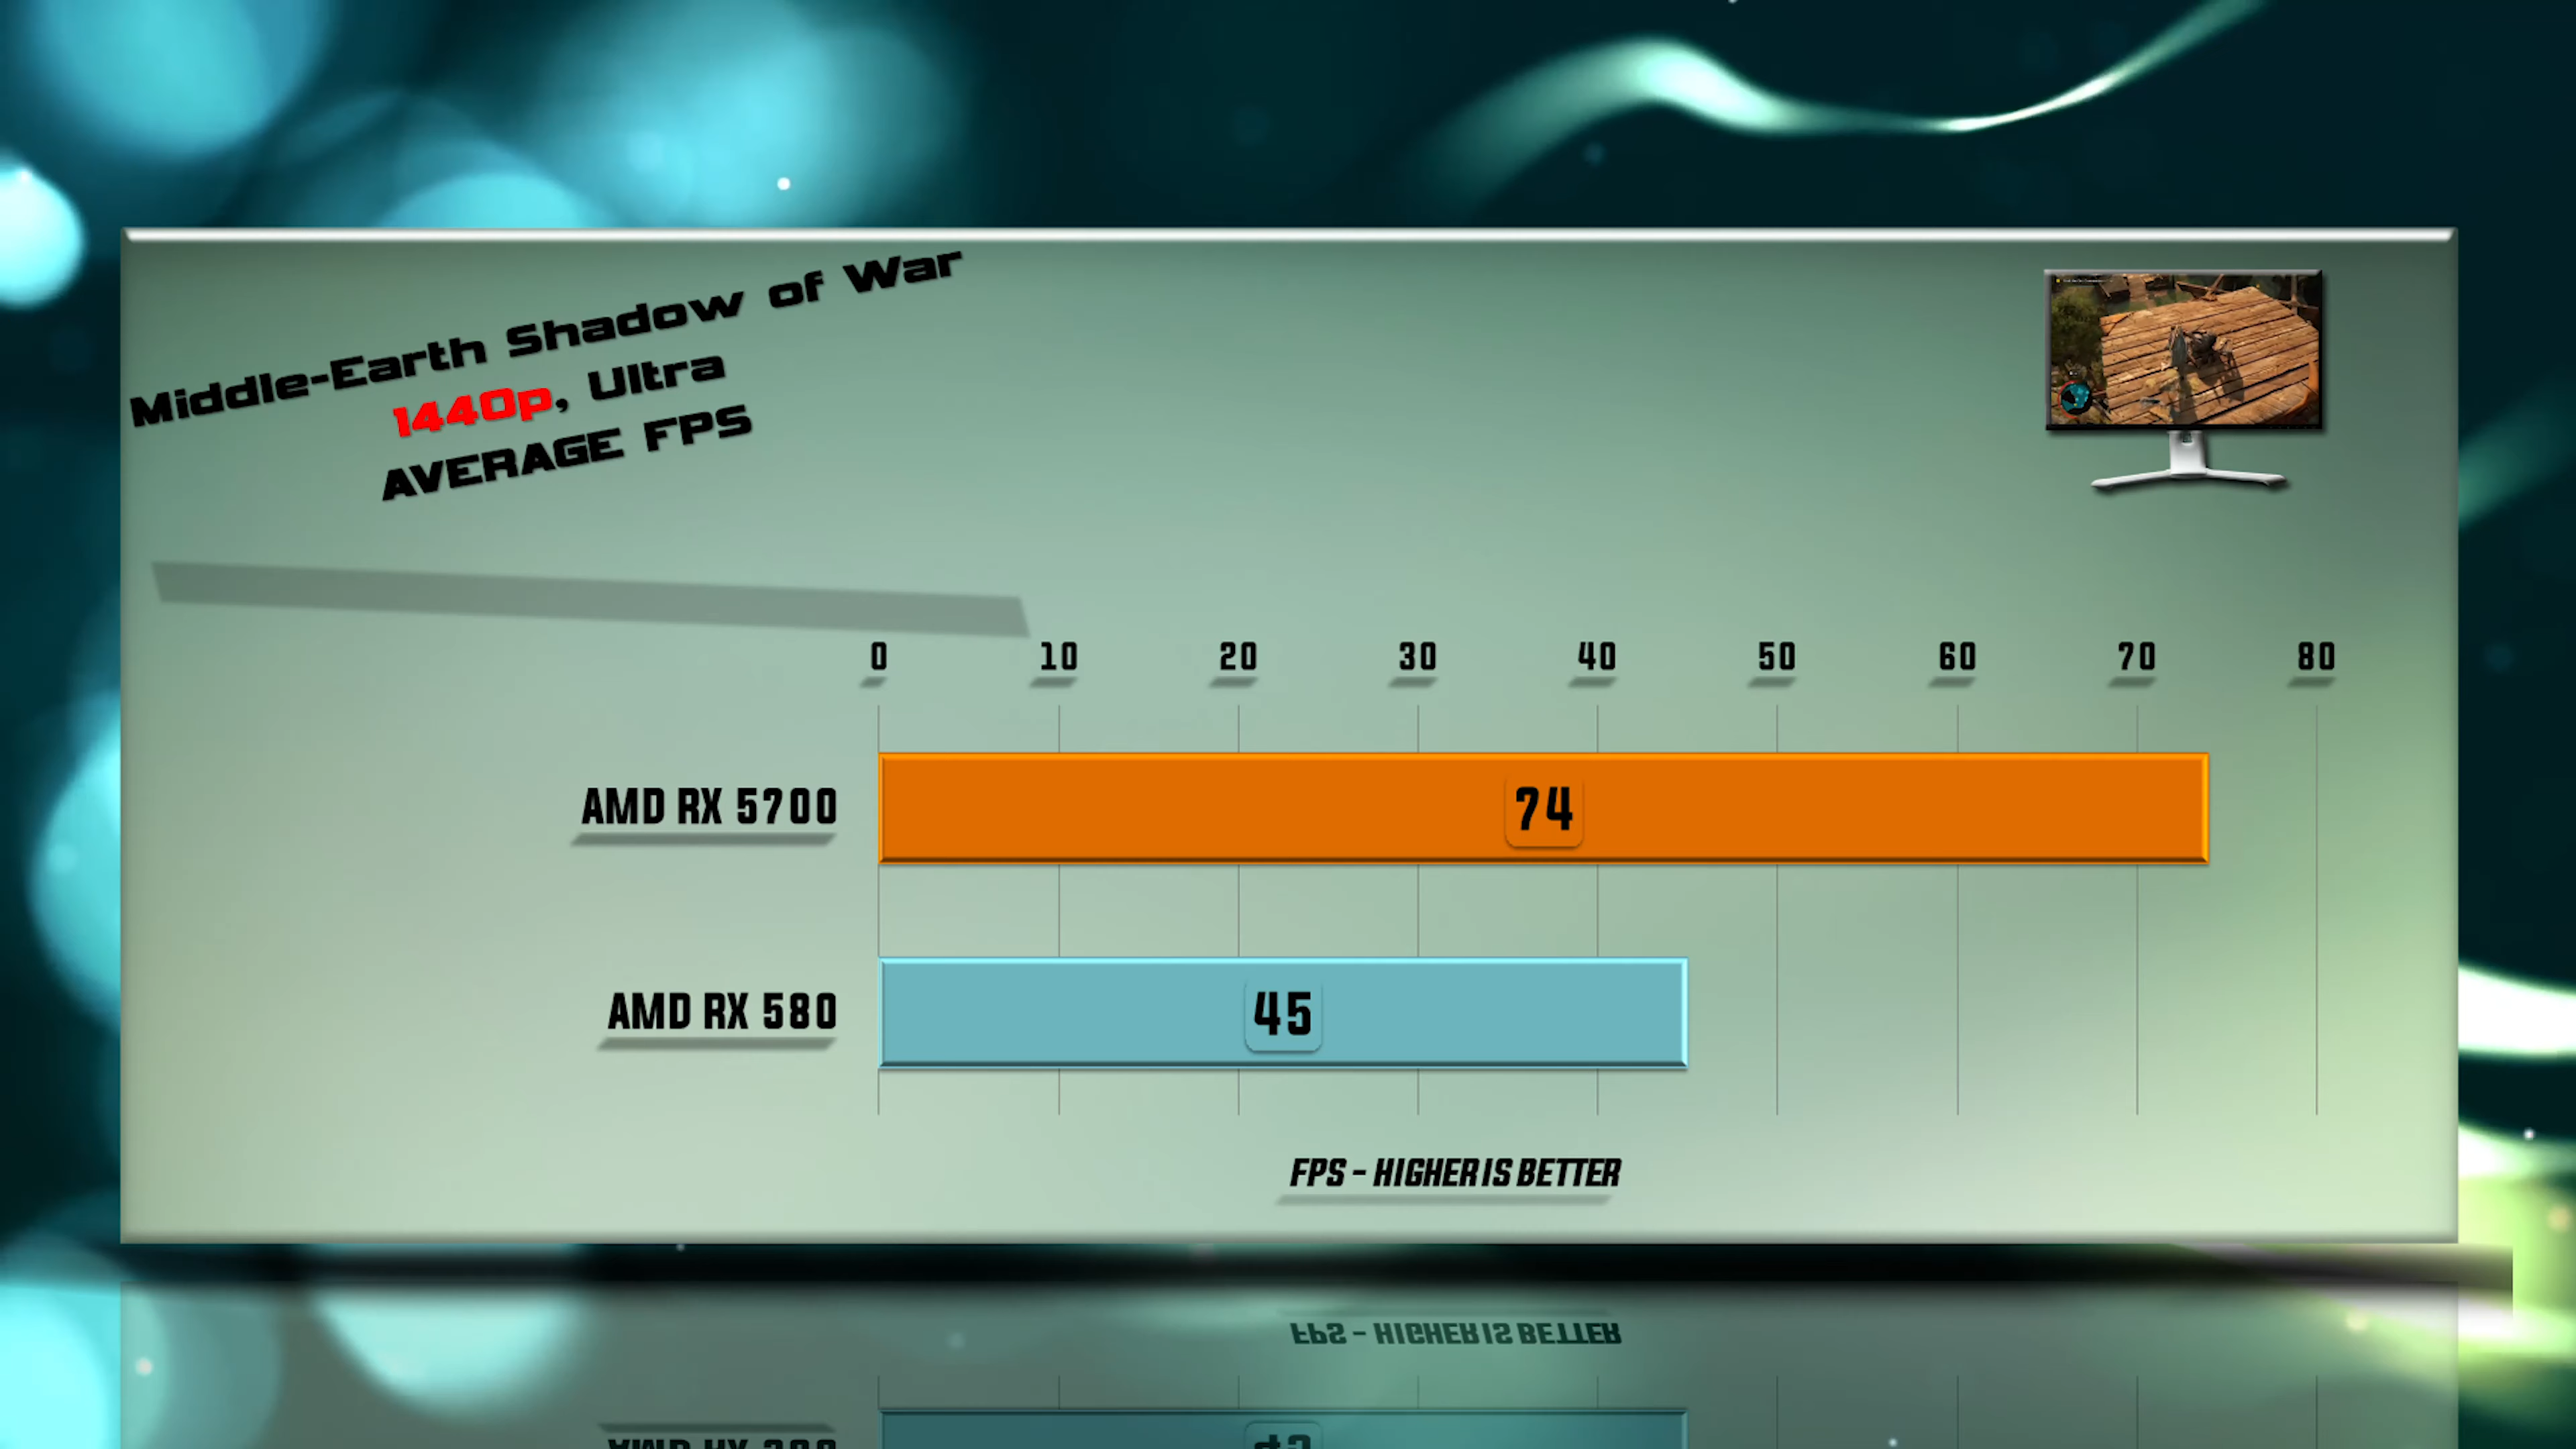 Middle-Earth Shadow of War
1440p, Ultra
AVERAGE FPS
0 10 20 30 40 50 60 70 80
AMD RX 5700 74
AMD RX 580 45
FPS - HIGHER IS BETTER